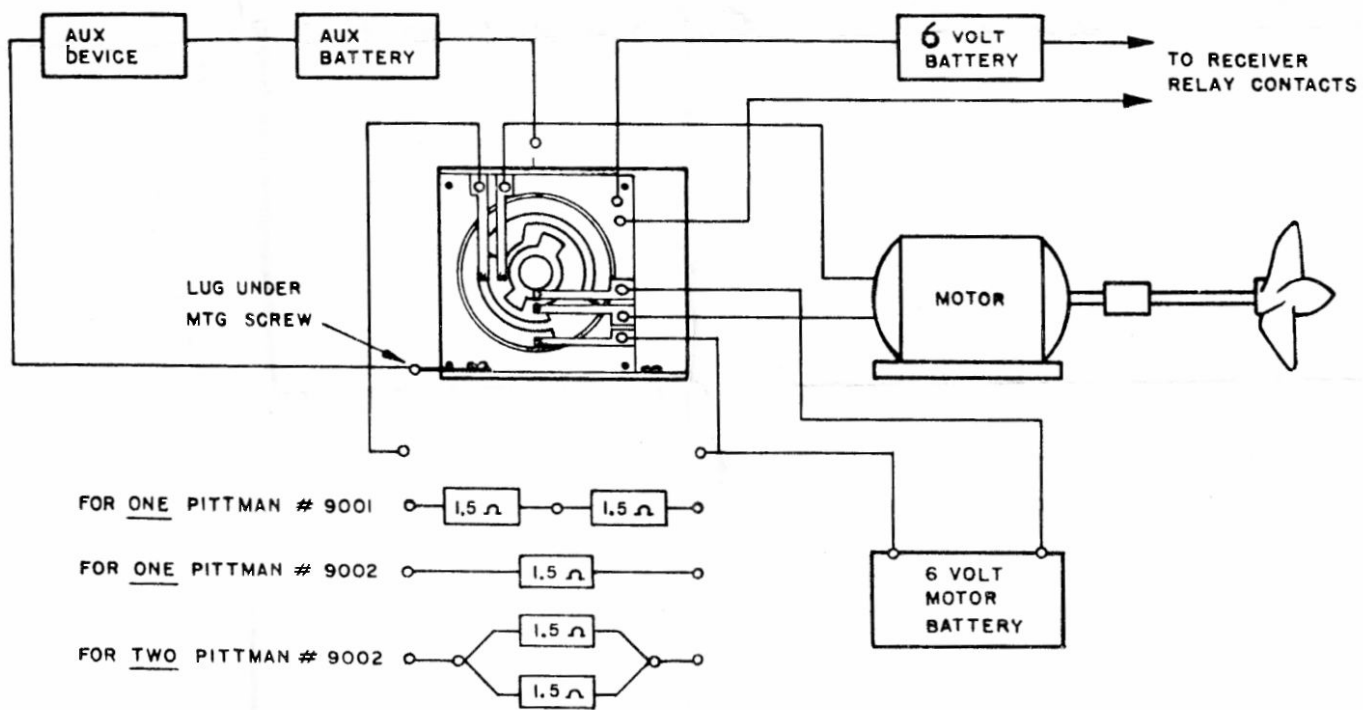 AUX
DEVICE
AUX
BATTERY
6 VOLT
BATTERY
TO RECEIVER
RELAY CONTACTS
LUG UNDER
MTG SCREW
MOTOR
FOR ONE PITTMAN # 9001
1.5 Ω
1.5 Ω
FOR ONE PITTMAN # 9002
1.5 Ω
FOR TWO PITTMAN # 9002
1.5 Ω
1.5 Ω
6 VOLT
MOTOR
BATTERY